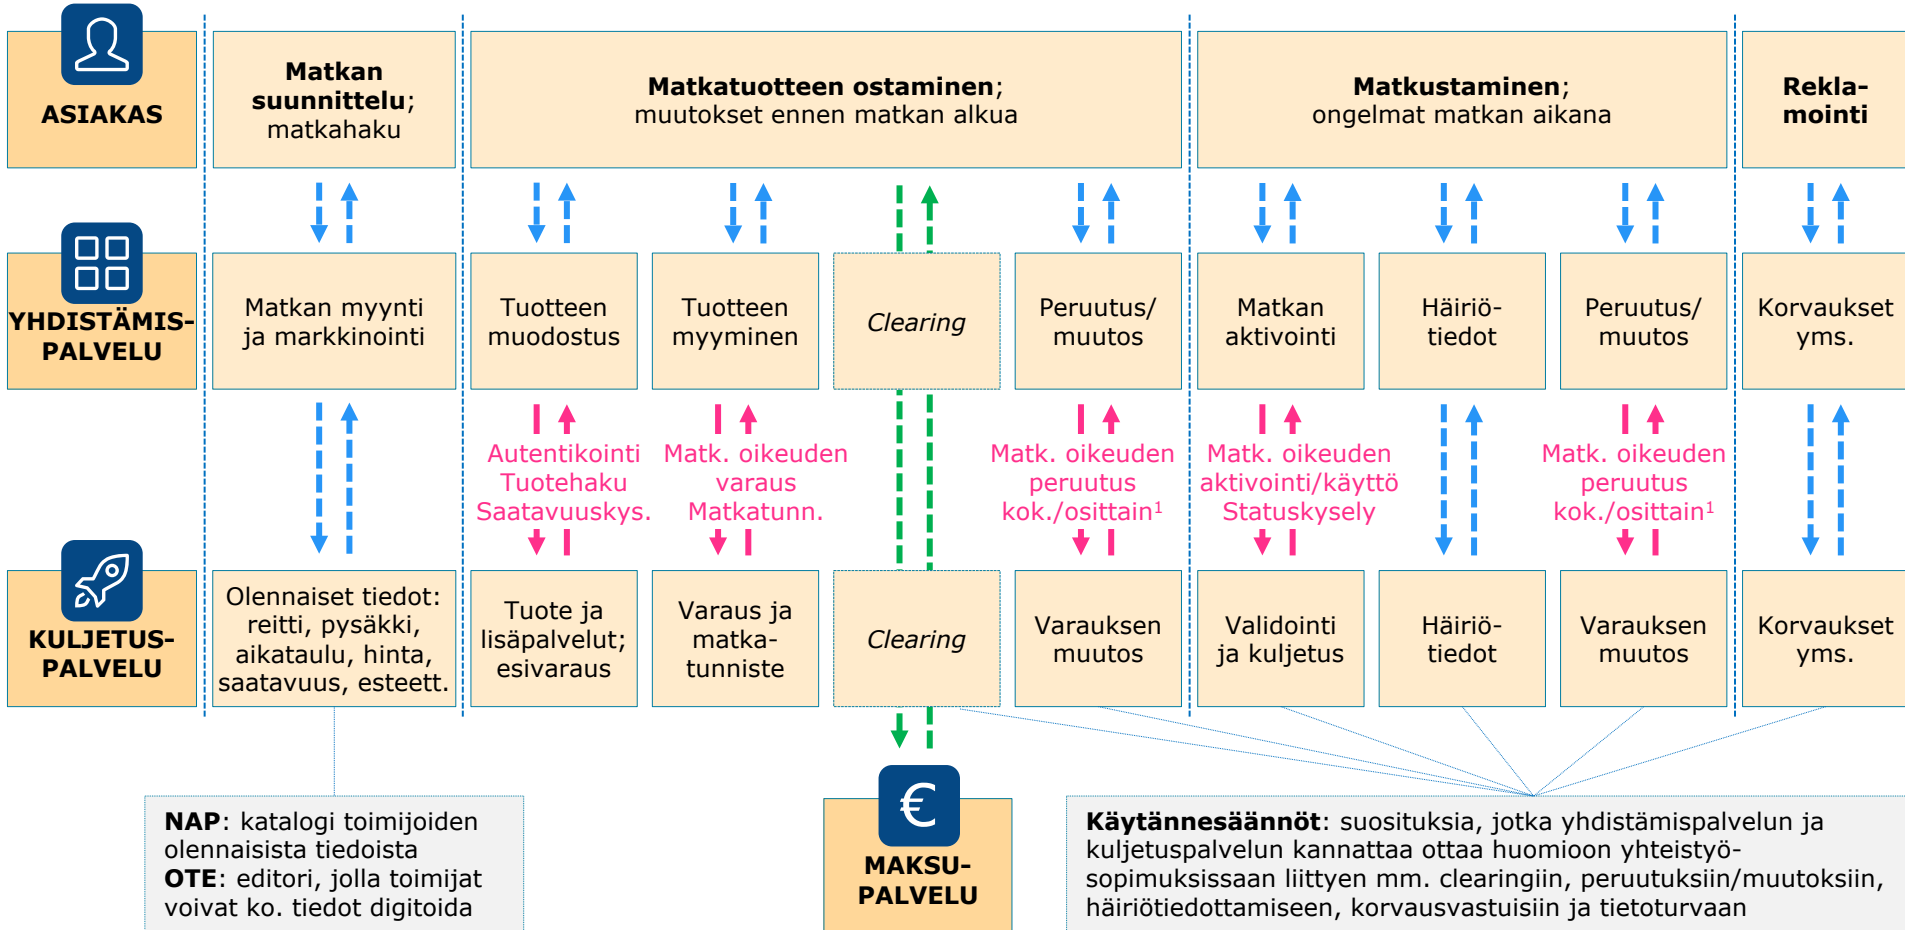 ASIAKAS
Matkan
suunnittelu;
matkahaku
Matkatuotteen ostaminen;
muutokset ennen matkan alkua
Matkustaminen;
ongelmat matkan aikana
Rekla-
mointi
YHDISTÄMIS-
PALVELU
Matkan myynti
ja markkinointi
Tuotteen
muodostus
Tuotteen
myyminen
Clearing
Peruutus/
muutos
Matkan
aktivointi
Häiriö-
tiedot
Peruutus/
muutos
Korvaukset
yms.
Autentikointi
Tuotehaku
Saatavuuskys.
Matk. oikeuden
varaus
Matkatunn.
Matk. oikeuden
peruutus
kok./osittain¹
Matk. oikeuden
aktivointi/käyttö
Statuskysely
Matk. oikeuden
peruutus
kok./osittain¹
KULJETUS-
PALVELU
Olennaiset tiedot:
reitti, pysäkki,
aikataulu, hinta,
saatavuus, esteett.
Tuote ja
lisäpalvelut;
esivaraus
Varaus ja
matka-
tunniste
Clearing
Varauksen
muutos
Validointi
ja kuljetus
Häiriö-
tiedot
Varauksen
muutos
Korvaukset
yms.
NAP: katalogi toimijoiden
olennaisista tiedoista
OTE: editori, jolla toimijat
voivat ko. tiedot digitoida
€
MAKSU-
PALVELU
Käytännesäännöt: suosituksia, jotka yhdistämispalvelun ja
kuljetuspalvelun kannattaa ottaa huomioon yhteistyö-
sopimuksissaan liittyen mm. clearingiin, peruutuksiin/muutoksiin,
häiriötiedottamiseen, korvausvastuisiin ja tietoturvaan